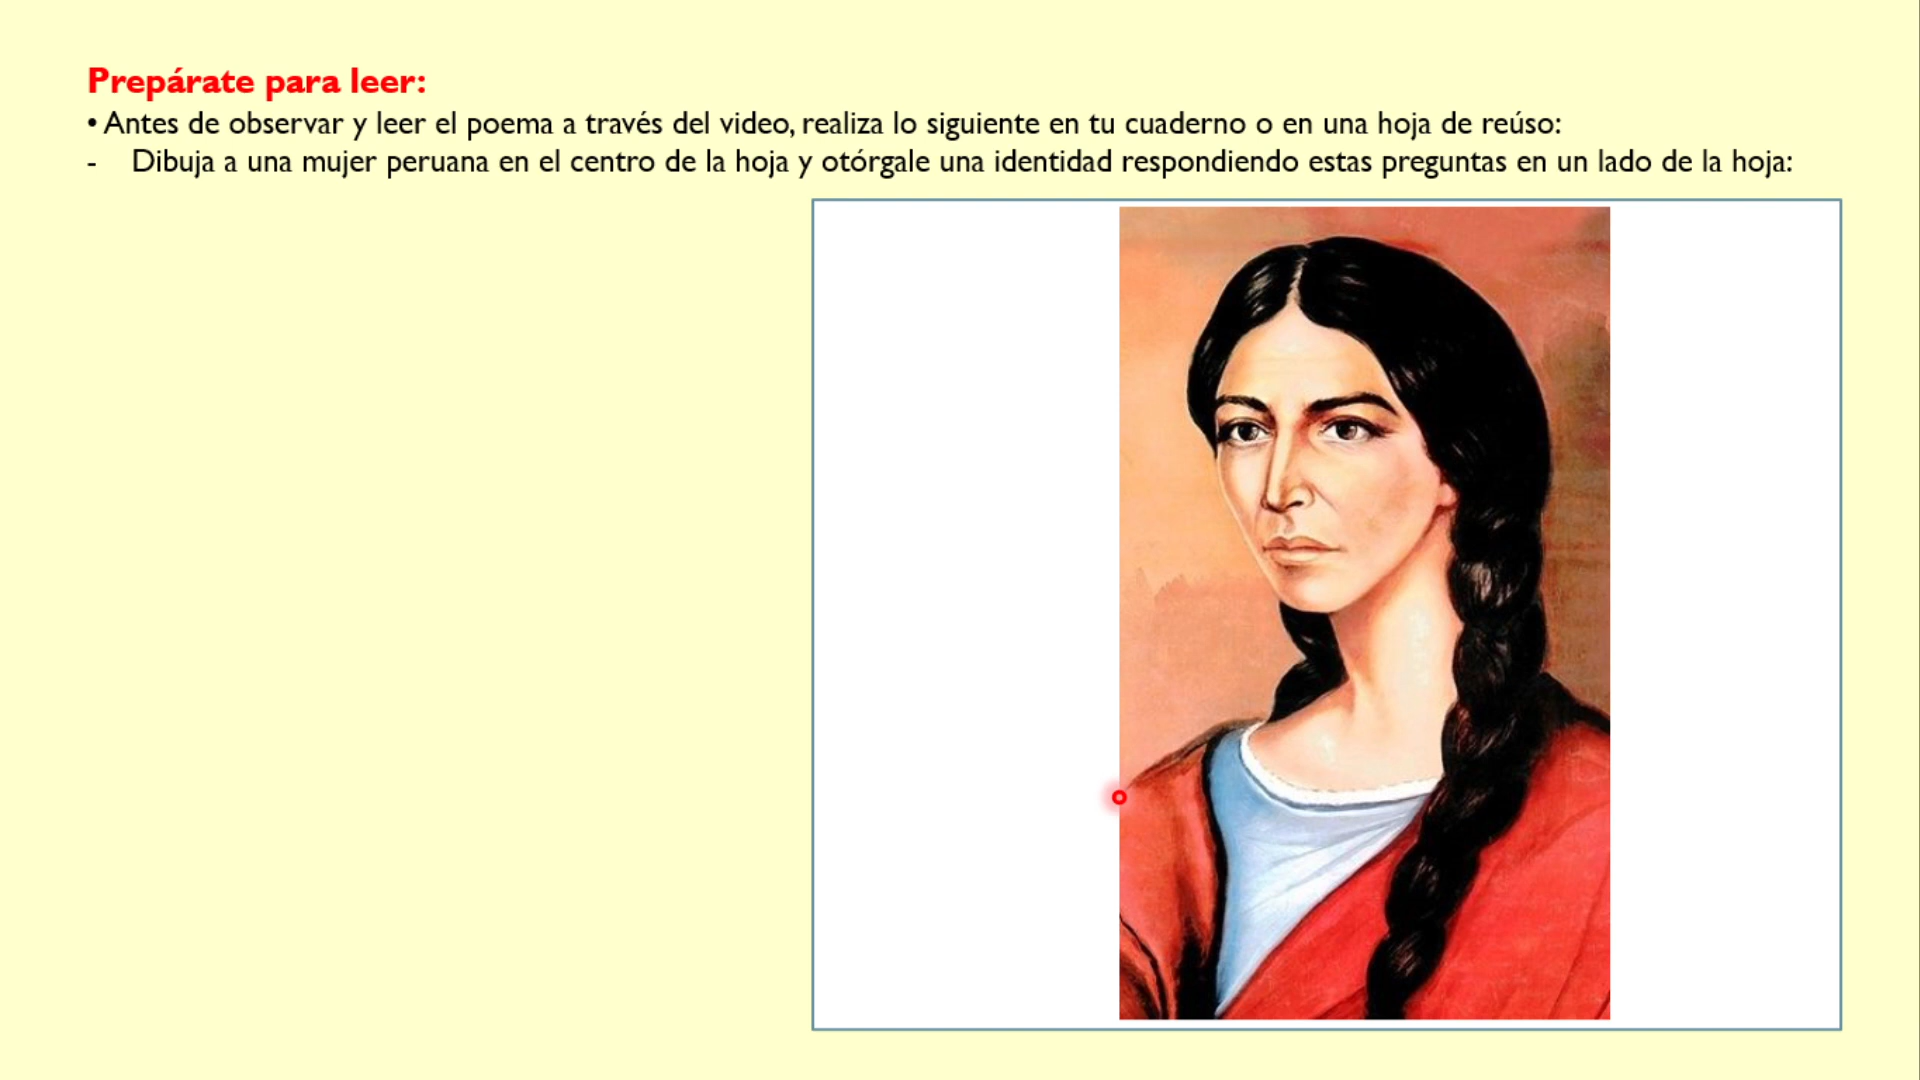 Prepárate para leer:
• Antes de observar y leer el poema a través del video, realiza lo siguiente en tu cuaderno o en una hoja de reúso:
- Dibuja a una mujer peruana en el centro de la hoja y otórgale una identidad respondiendo estas preguntas en un lado de la hoja: